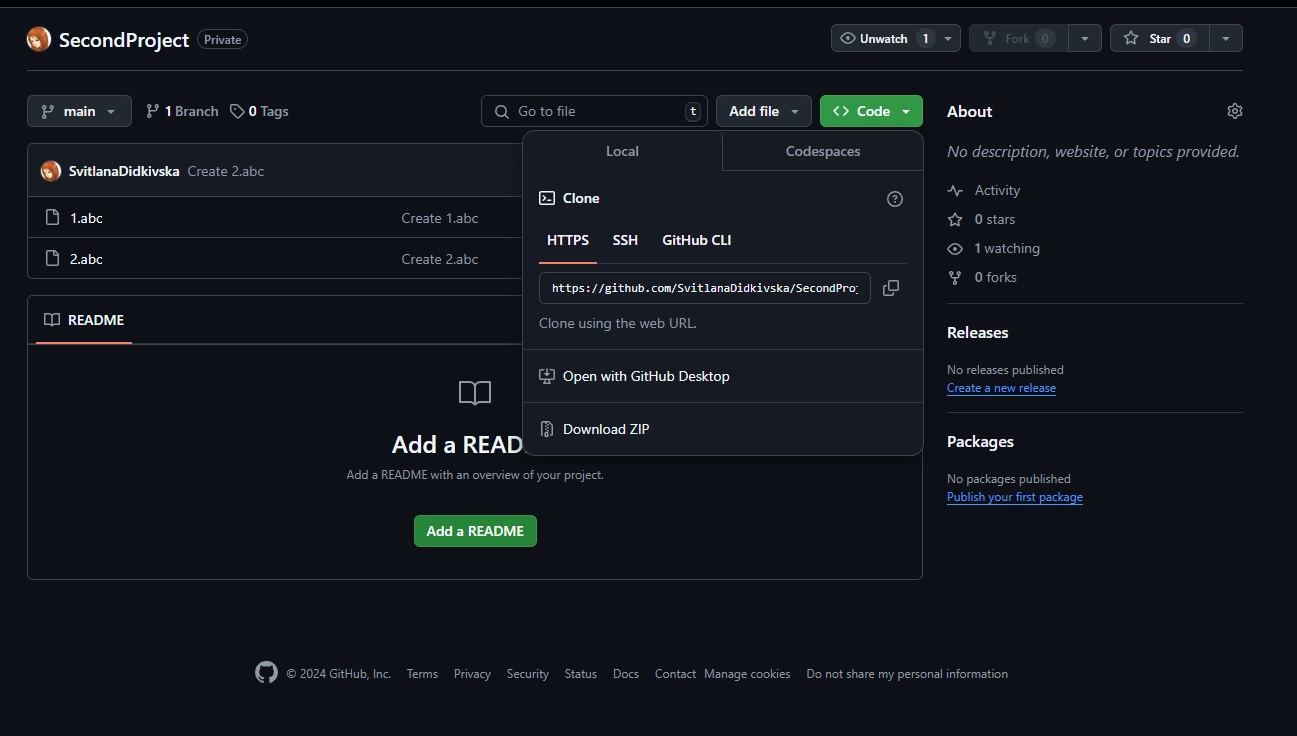 SecondProject Private Unwatch 1 Fork 0 Star 0
main 1 Branch 0 Tags Go to file t Add file Code About
No description, website, or topics provided.
Local Codespaces
SvitlanaDidkivska Create 2.abc
Activity
Clone
1.abc Create 1.abc
0 stars
HTTPS SSH GitHub CLI
1 watching
2.abc Create 2.abc
0 forks
https://github.com/SvitlanaDidkivska/SecondPro
README
Clone using the web URL.
Releases
No releases published
Open with GitHub Desktop
Create a new release
Download ZIP
Packages
Add a READ
Add a README with an overview of your project.
No packages published
Publish your first package
Add a README
© 2024 GitHub, Inc. Terms Privacy Security Status Docs Contact Manage cookies Do not share my personal information